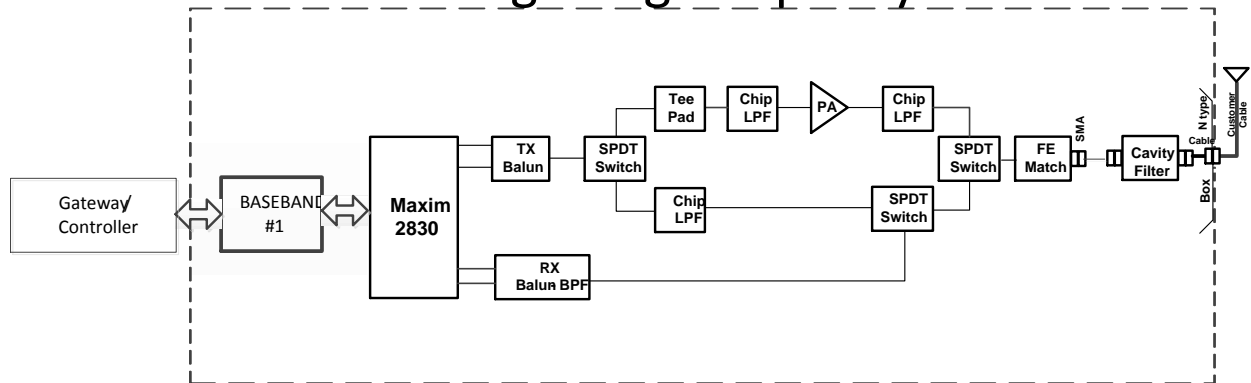 Tee
Pad
Chip
LPF
PA
Chip
LPF
TX
Balun
SPDT
Switch
SPDT
Switch
FE
Match
SMA
Cavity
Filter
Cable
N type/
Box
Customer
Cable
Gateway/
Controller
BASEBAND
#1
Maxim
2830
Chip
LPF
SPDT
Switch
RX
Balun-BPF